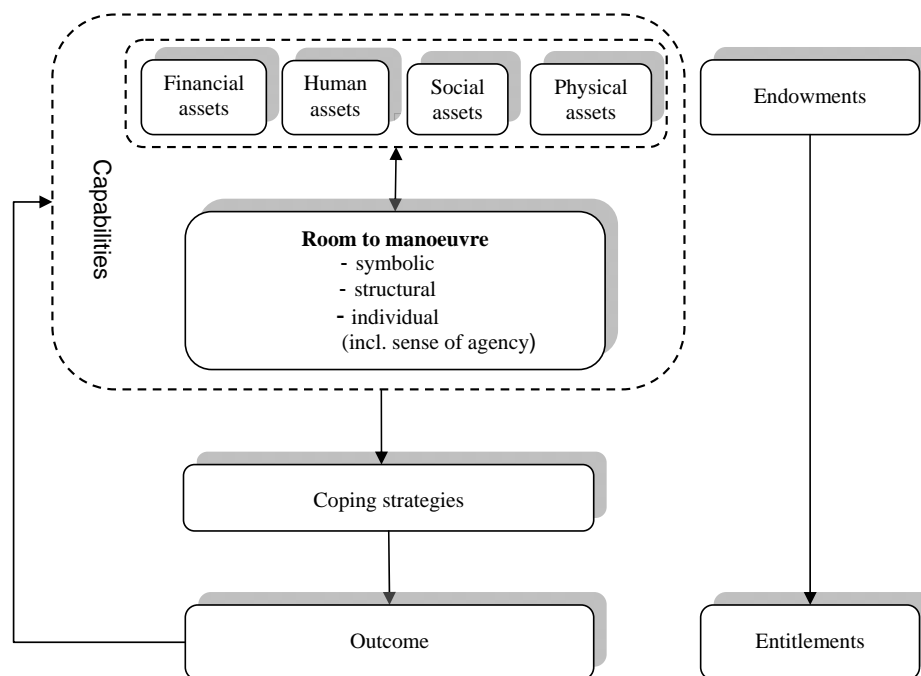 Financial
assets
Human
assets
Social
assets
Physical
assets
Endowments
Capabilities
Room to manoeuvre
- symbolic
- structural
- individual
(incl. sense of agency)
Coping strategies
Outcome
Entitlements